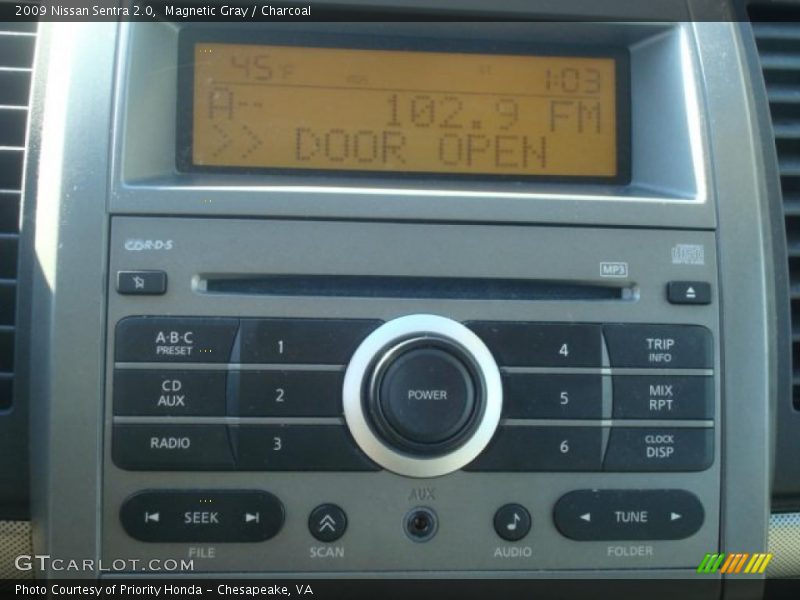 2009 Nissan Sentra 2.0,  Magnetic Gray / Charcoal
45°F 1:03
A-- 102.9 FM
>> DOOR OPEN
R·D·S
MP3
A·B·C
PRESET
1
4
TRIP
INFO
CD
AUX
2
POWER
5
MIX
RPT
RADIO
3
6
CLOCK
DISP
SEEK
AUX
TUNE
FILE
SCAN
AUDIO
FOLDER
GTCARLOT.COM
Photo Courtesy of Priority Honda - Chesapeake, VA